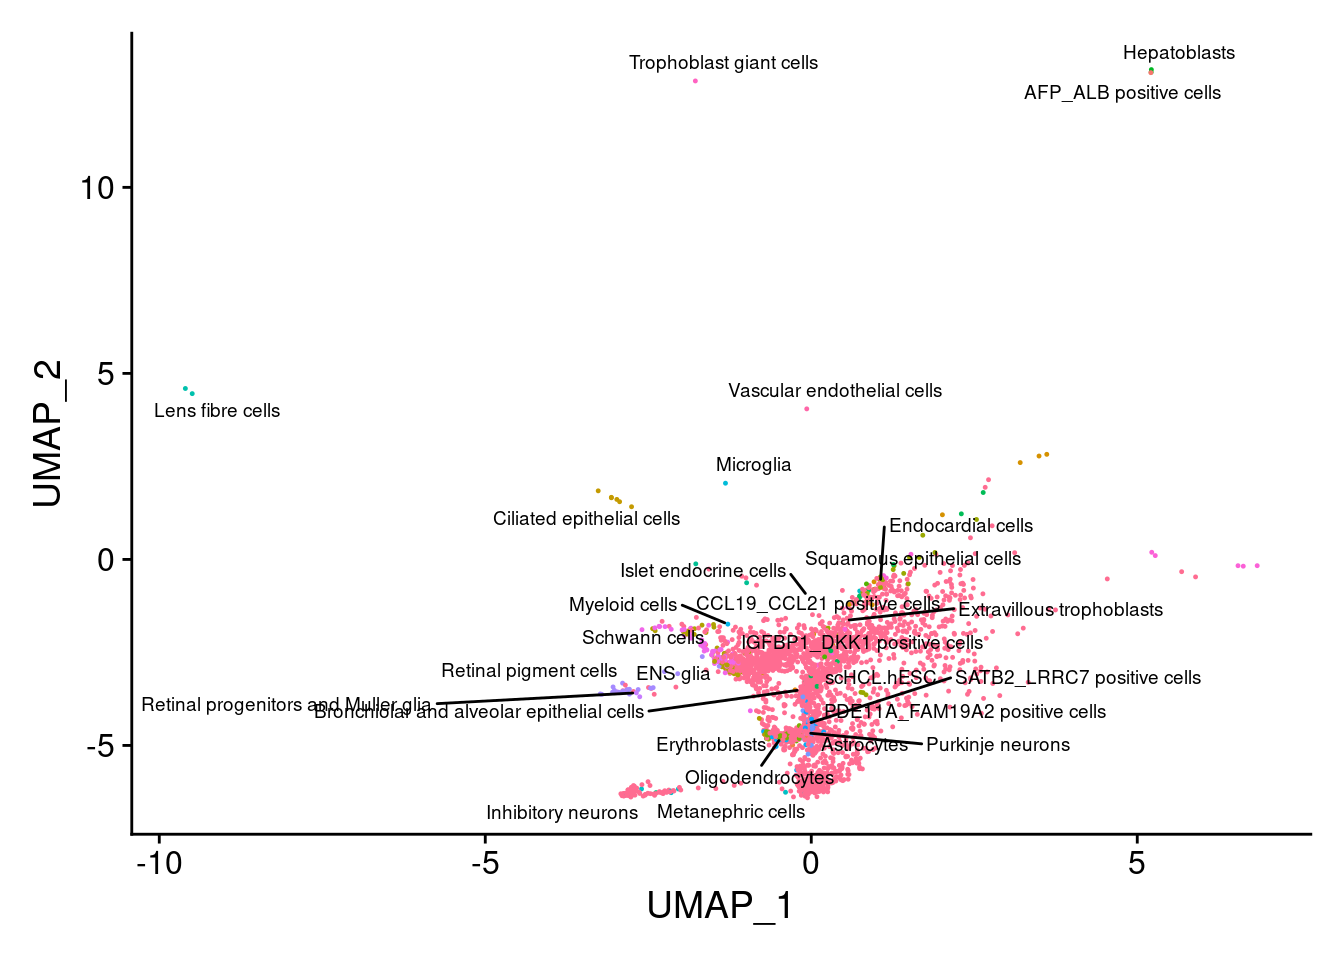 Hepatoblasts
Trophoblast giant cells
AFP_ALB positive cells
10
5
Vascular endothelial cells
Lens fibre cells
Microglia
Ciliated epithelial cells
Endocardial cells
0
Squamous epithelial cells
Islet endocrine cells
Myeloid cells
CCL19_CCL21 positive cells
Extravillous trophoblasts
Schwann cells
IGFBP1_DKK1 positive cells
Retinal pigment cells
ENS glia
scHCL.hESC
SATB2_LRRC7 positive cells
Retinal progenitors and Muller glia
Bronchiolar and alveolar epithelial cells
PDE11A_FAM19A2 positive cells
-5
Erythroblasts
Astrocytes
Purkinje neurons
Oligodendrocytes
Inhibitory neurons
Metanephric cells
-10
-5
0
5
UMAP_1
UMAP_2